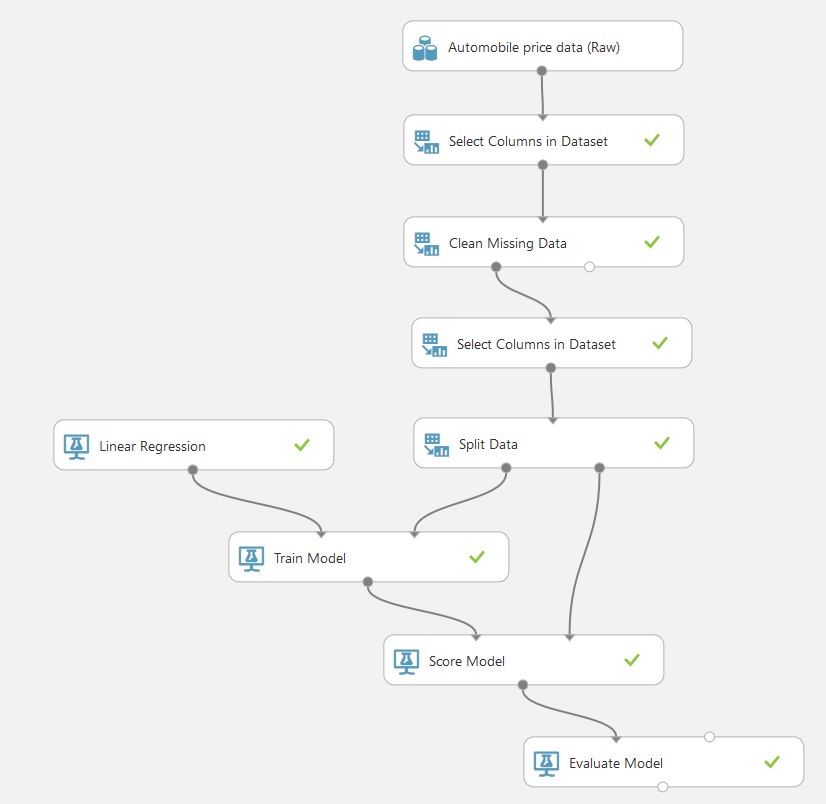 Automobile price data (Raw)
Select Columns in Dataset
Clean Missing Data
Select Columns in Dataset
Linear Regression
Split Data
Train Model
Score Model
Evaluate Model